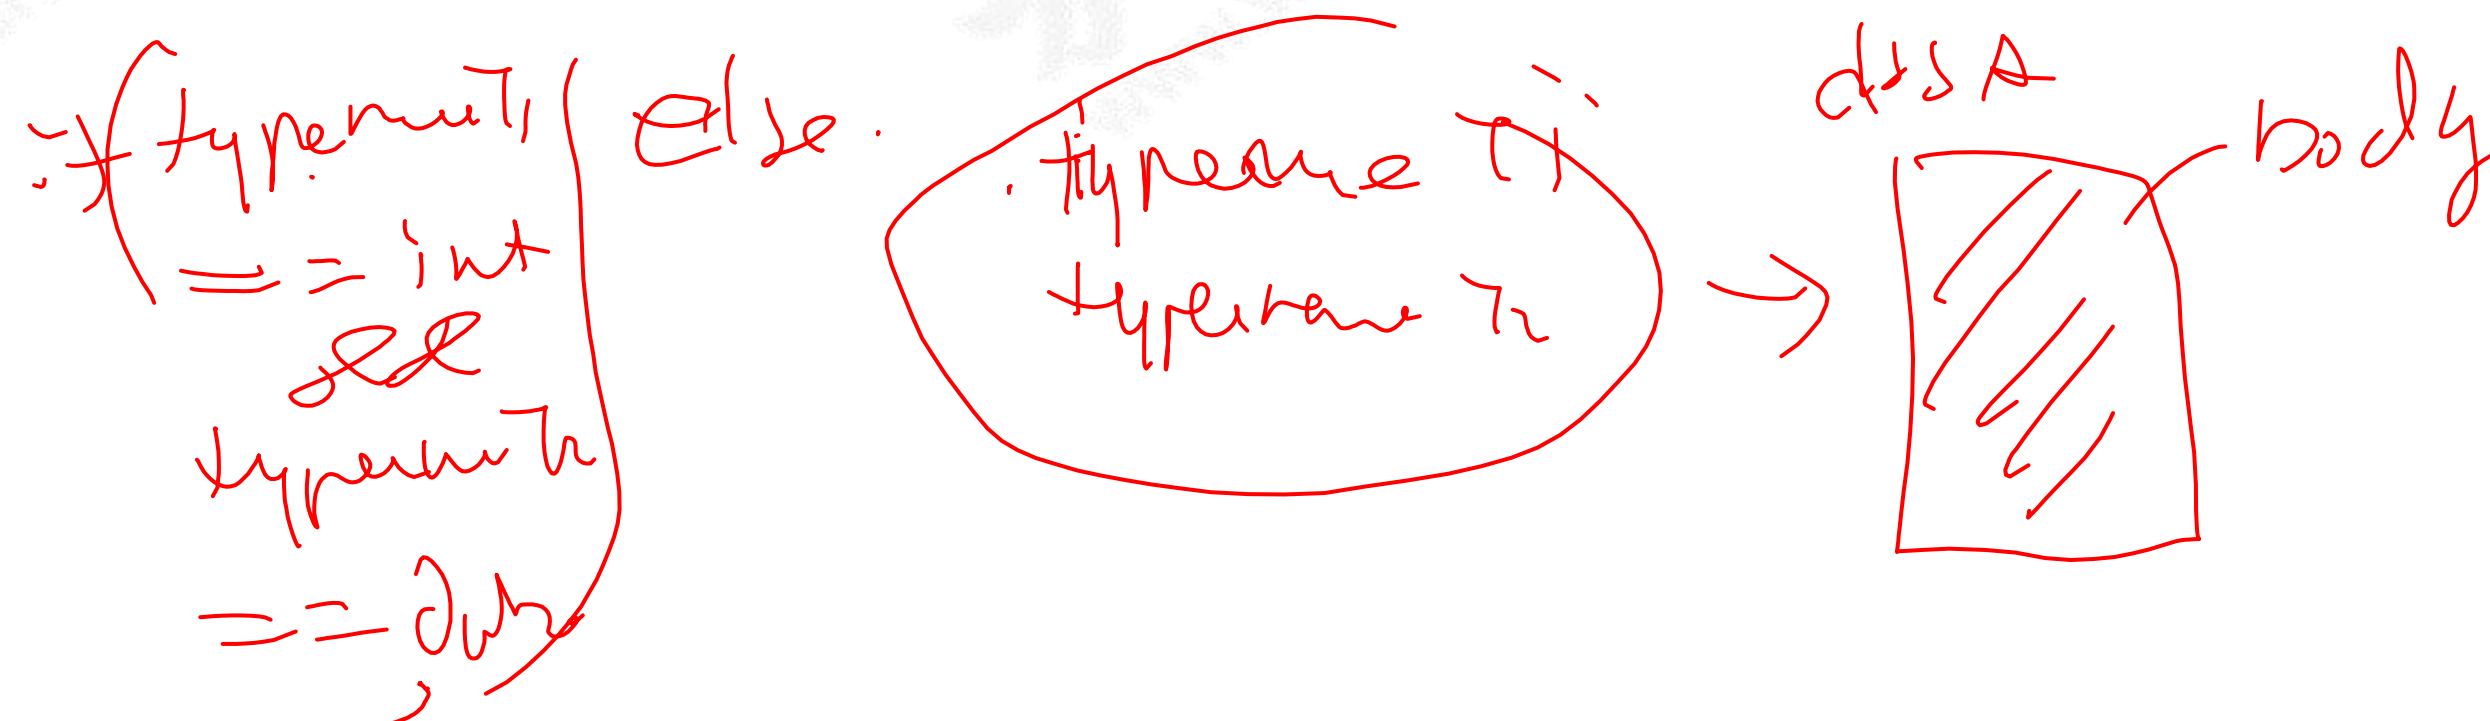 if ( typename T1
== int
&&
typename T2
== double )
else
typename T1
typename T2
class A
body